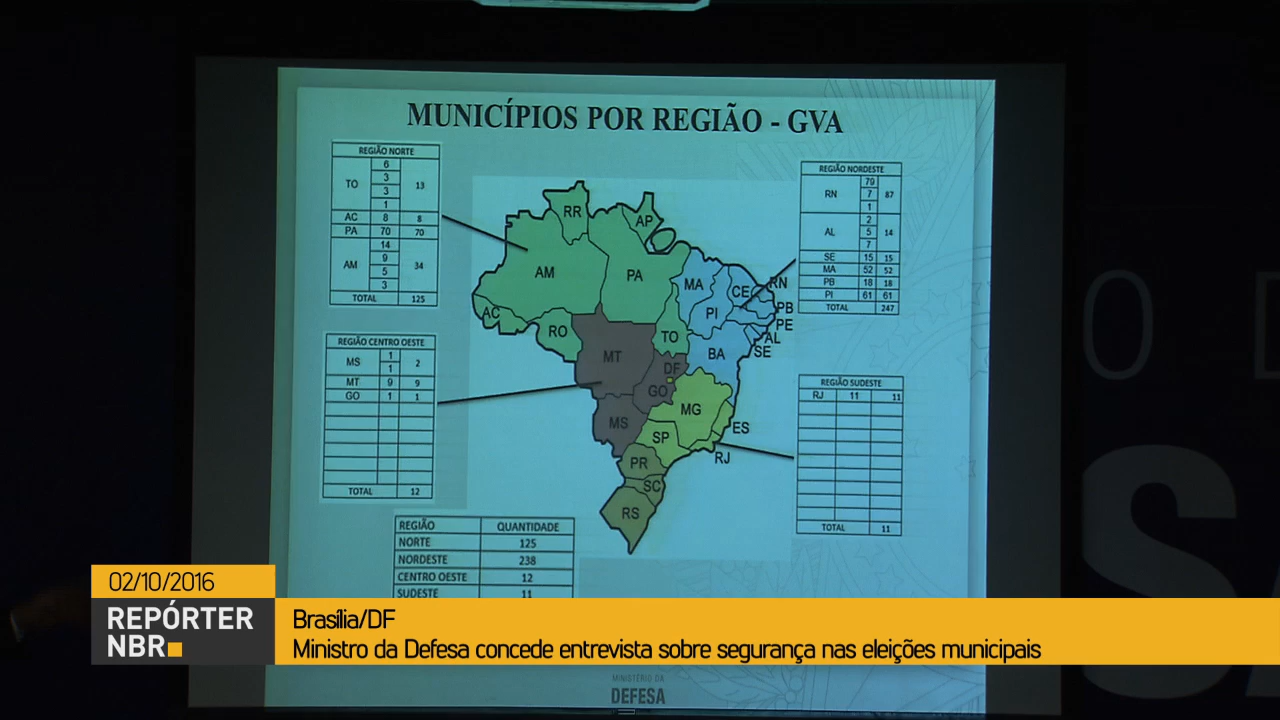 MUNICÍPIOS POR REGIÃO - GVA
REGIÃO NORTE
TO 6 3 3 1 13
AC 8 8
PA 70 70
AM 14 9 5 3 34
TOTAL 125
REGIÃO NORDESTE
RN 79 7 1 87
AL 2 5 7 14
SE 15 15
MA 52 52
PB 18 18
PI 61 61
TOTAL 247
RR AP
AM PA MA CE RN
PI PB
AC PE
RO TO AL
SE
MT BA
DF
GO
MS MG
ES
SP
RJ
PR
SC
RS
REGIÃO CENTRO OESTE
MS 1 1 2
MT 9 9
GO 1 1
TOTAL 12
REGIÃO SUDESTE
RJ 11 11
TOTAL 11
REGIÃO QUANTIDADE
NORTE 125
NORDESTE 238
CENTRO OESTE 12
SUDESTE 11
02/10/2016
REPÓRTER
NBR
Brasília/DF
Ministro da Defesa concede entrevista sobre segurança nas eleições municipais
MINISTÉRIO DA
DEFESA